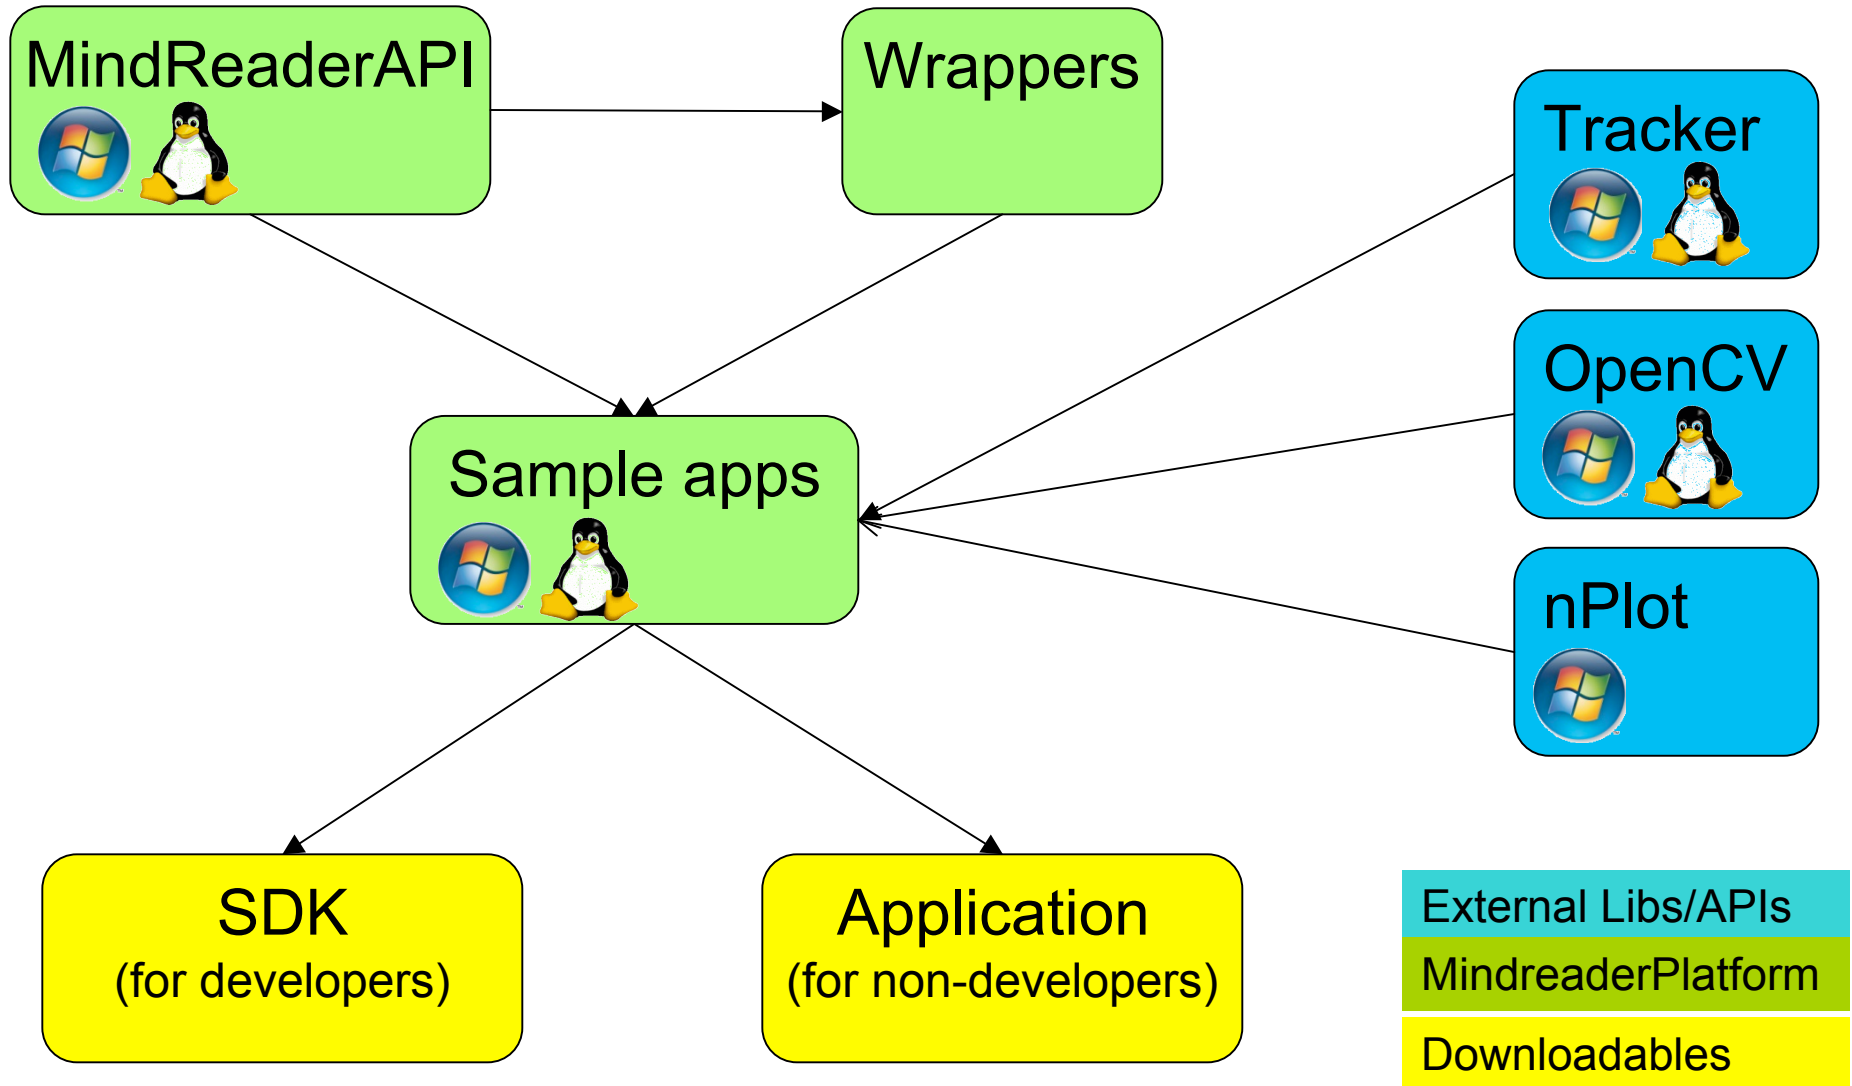 MindReaderAPI
Wrappers
Tracker
OpenCV
nPlot
Sample apps
SDK
(for developers)
Application
(for non-developers)
External Libs/APIs
MindreaderPlatform
Downloadables